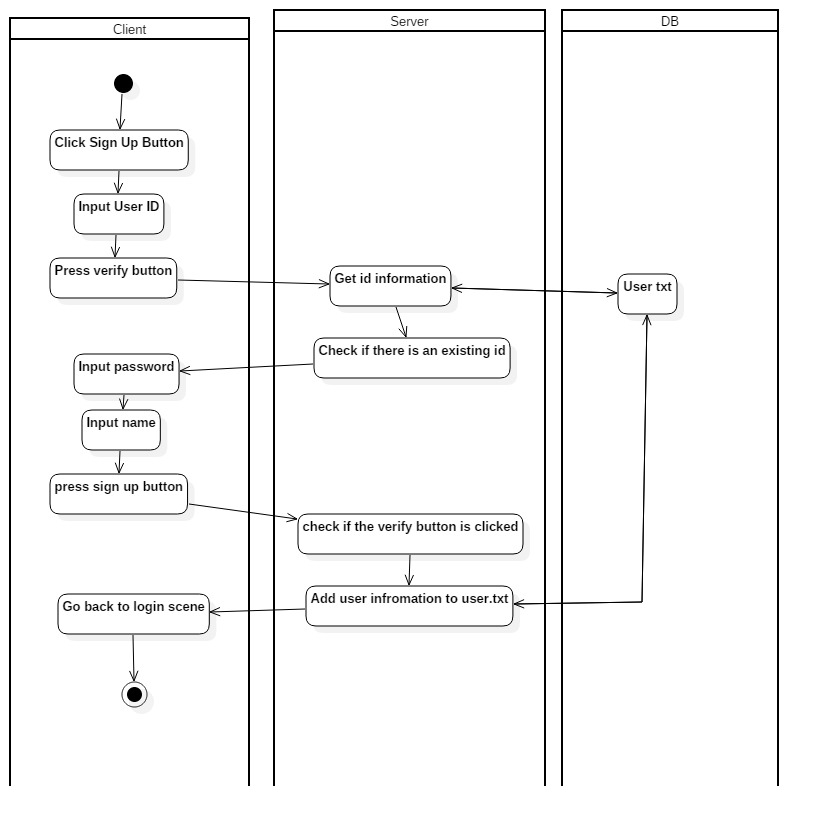 Client
Server
DB
Click Sign Up Button
Input User ID
Press verify button
Get id information
User txt
Check if there is an existing id
Input password
Input name
press sign up button
check if the verify button is clicked
Add user infromation to user.txt
Go back to login scene